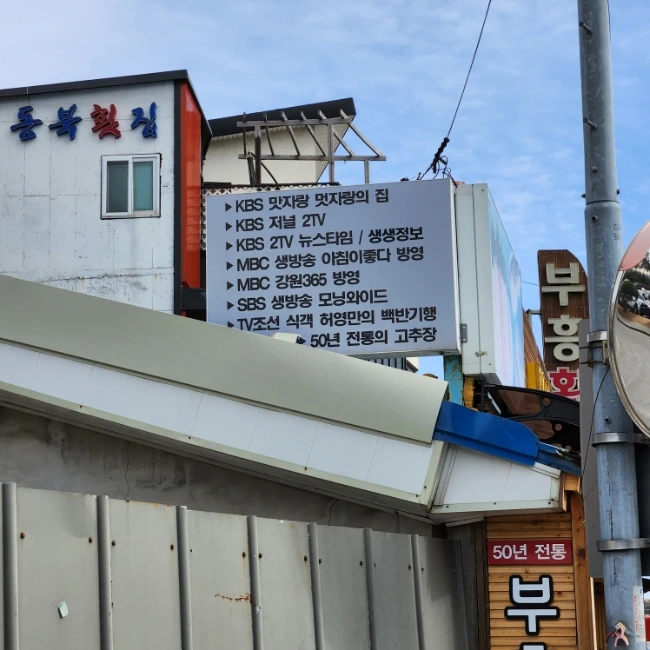 동북횟집
▶KBS 맛자랑 멋자랑의 집
▶KBS 저널 2TV
▶KBS 2TV 뉴스타임 / 생생정보
▶MBC 생방송 아침이좋다 방영
▶MBC 강원365 방영
▶SBS 생방송 모닝와이드
▶TV조선 식객 허영만의 백반기행
▶50년 전통의 고추장
부흥횟
50년 전통
부